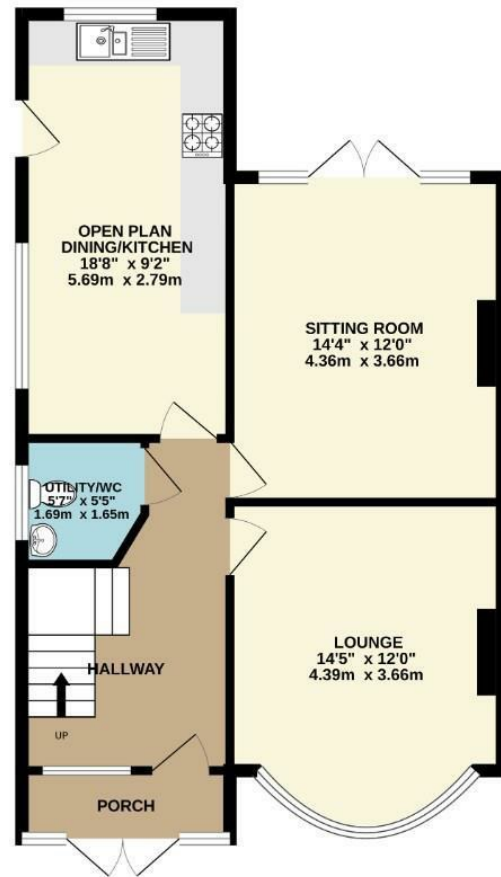 OPEN PLAN
DINING/KITCHEN
18'8" x 9'2"
5.69m x 2.79m
SITTING ROOM
14'4" x 12'0"
4.36m x 3.66m
UTILITY/WC
5'7" x 5'5"
1.69m x 1.65m
LOUNGE
14'5" x 12'0"
4.39m x 3.66m
HALLWAY
UP
PORCH